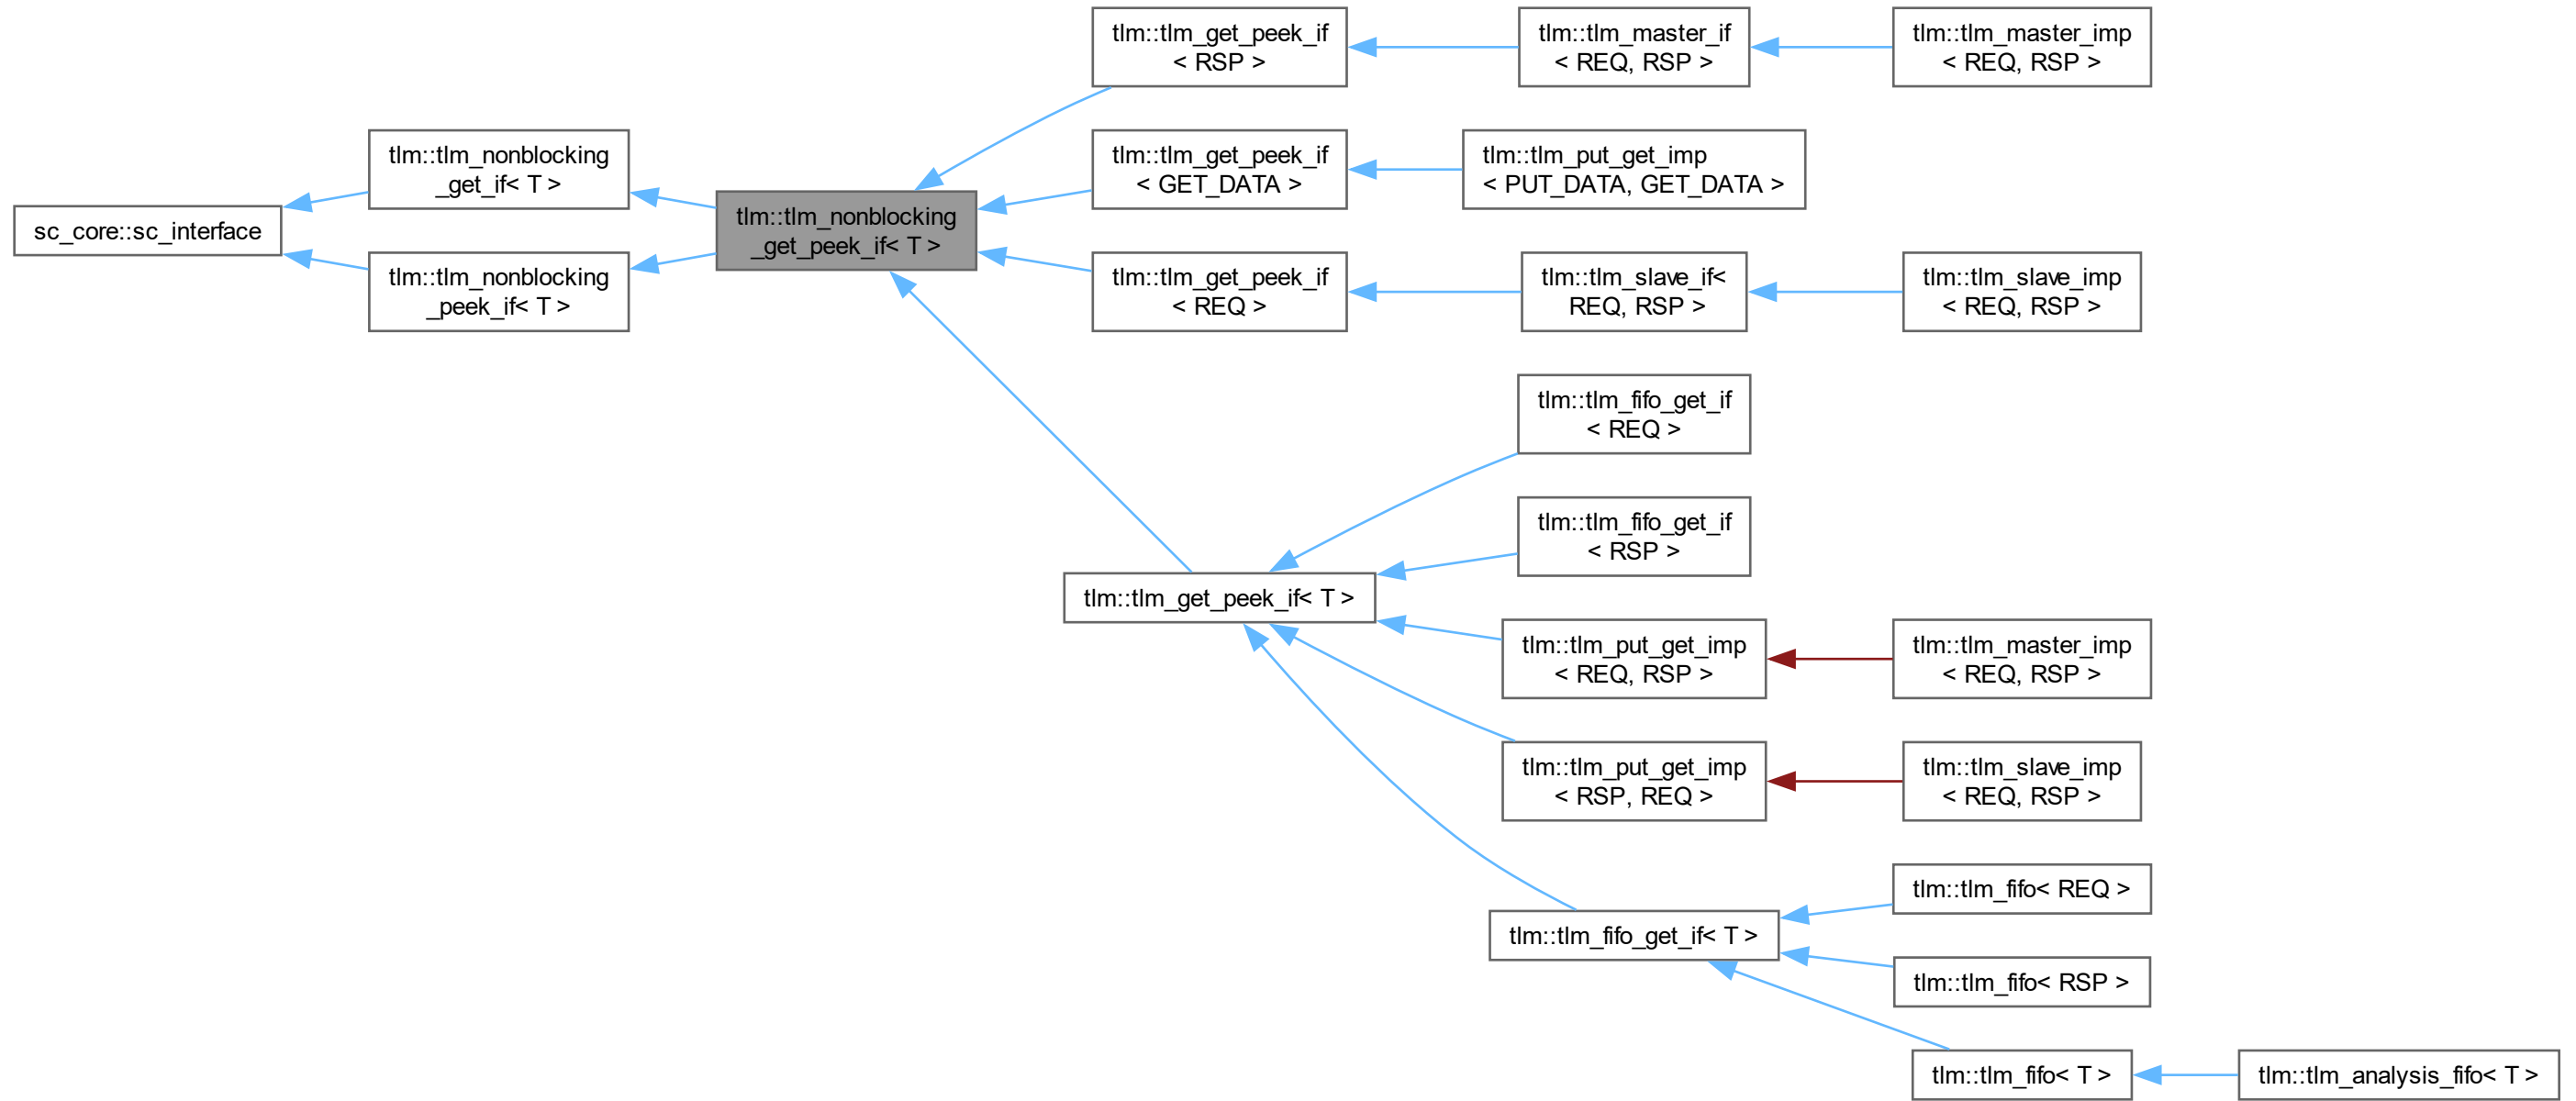 tlm::tlm_get_peek_if
< RSP >
tlm::tlm_master_if
< REQ, RSP >
tlm::tlm_master_imp
< REQ, RSP >
tlm::tlm_nonblocking
_get_if< T >
tlm::tlm_get_peek_if
< GET_DATA >
tlm::tlm_put_get_imp
< PUT_DATA, GET_DATA >
sc_core::sc_interface
tlm::tlm_nonblocking
_get_peek_if< T >
tlm::tlm_nonblocking
_peek_if< T >
tlm::tlm_get_peek_if
< REQ >
tlm::tlm_slave_if<
REQ, RSP >
tlm::tlm_slave_imp
< REQ, RSP >
tlm::tlm_fifo_get_if
< REQ >
tlm::tlm_fifo_get_if
< RSP >
tlm::tlm_get_peek_if< T >
tlm::tlm_put_get_imp
< REQ, RSP >
tlm::tlm_master_imp
< REQ, RSP >
tlm::tlm_put_get_imp
< RSP, REQ >
tlm::tlm_slave_imp
< REQ, RSP >
tlm::tlm_fifo< REQ >
tlm::tlm_fifo_get_if< T >
tlm::tlm_fifo< RSP >
tlm::tlm_fifo< T >
tlm::tlm_analysis_fifo< T >